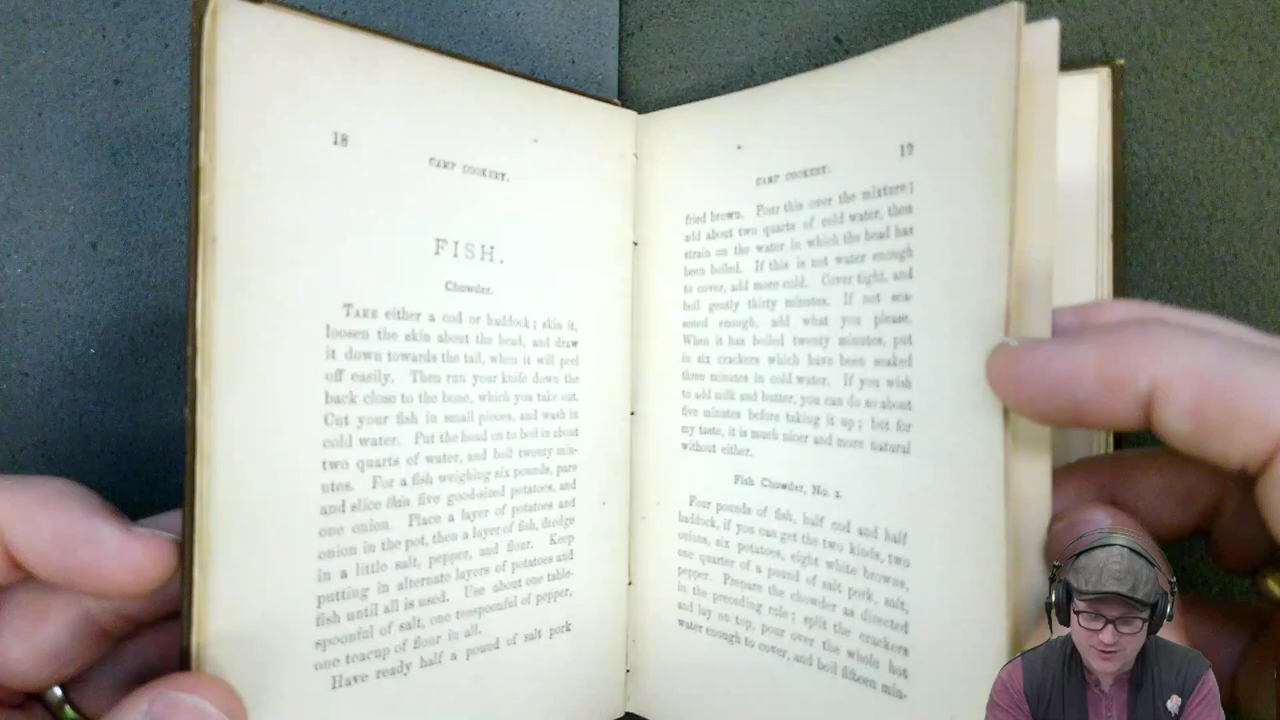 18
CAMP COOKERY.
FISH.
Chowder.
TAKE either a cod or haddock; skin it,
loosen the skin about the head, and draw
it down towards the tail, when it will peel
off easily. Then run your knife down the
back close to the bone, which you take out.
Cut your fish in small pieces, and wash in
cold water. Put the head on to boil in about
two quarts of water, and boil twenty min-
utes. For a fish weighing six pounds, pare
and slice thin five good-sized potatoes, and
one onion. Place a layer of potatoes and
onion in the pot, then a layer of fish, dredge
in a little salt, pepper, and flour. Keep
putting in alternate layers of potatoes and
fish until all is used. Use about one table-
spoonful of salt, one teaspoonful of pepper,
one teacup of flour in all.
Have ready half a pound of salt pork
19
CAMP COOKERY.
fried brown. Pour this over the mixture;
add about two quarts of cold water, then
strain on the water in which the head has
been boiled. If this is not water enough
to cover, add more cold. Cover tight, and
boil gently thirty minutes. If not sea-
soned enough, add what you please.
When it has boiled twenty minutes, put
in six crackers which have been soaked
three minutes in cold water. If you wish
to add milk and butter, you can do so about
five minutes before taking it up; but for
my taste, it is much nicer and more natural
without either.
Fish Chowder, No. 2.
Four pounds of fish, half cod and half
haddock, if you can get the two kinds, two
onions, six potatoes, eight white browns,
one quarter of a pound of salt pork, salt,
pepper. Prepare the chowder as directed
in the preceding rule; split the crackers
and lay on top, pour over the whole hot
water enough to cover, and boil fifteen min-